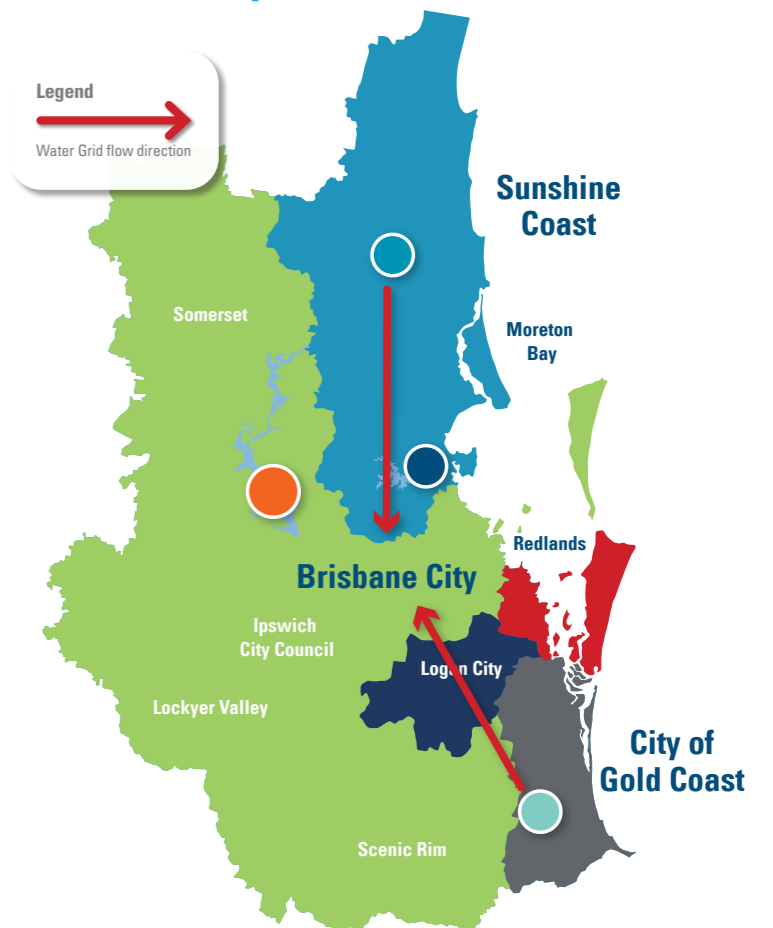 Legend
Water Grid flow direction
Sunshine
Coast
Somerset
Moreton
Bay
Redlands
Brisbane City
Ipswich
City Council
Logan City
Lockyer Valley
City of
Gold Coast
Scenic Rim